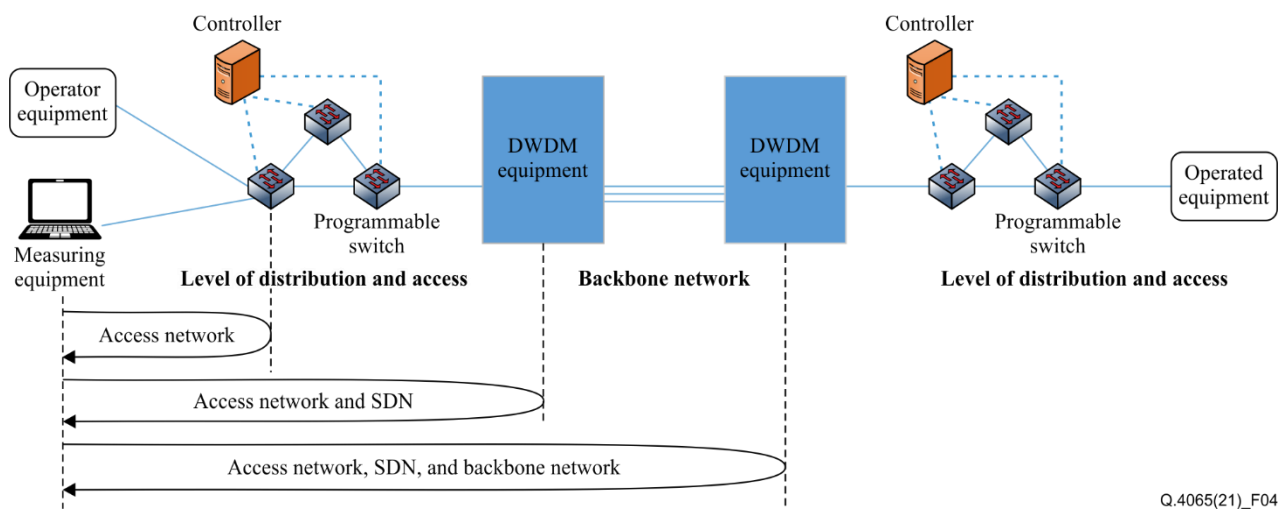 Controller
Controller
Operator
equipment
DWDM
equipment
DWDM
equipment
Operated
equipment
Programmable
switch
Programmable
switch
Measuring
equipment
Level of distribution and access
Backbone network
Level of distribution and access
Access network
Access network and SDN
Access network, SDN, and backbone network
Q.4065(21)_F04